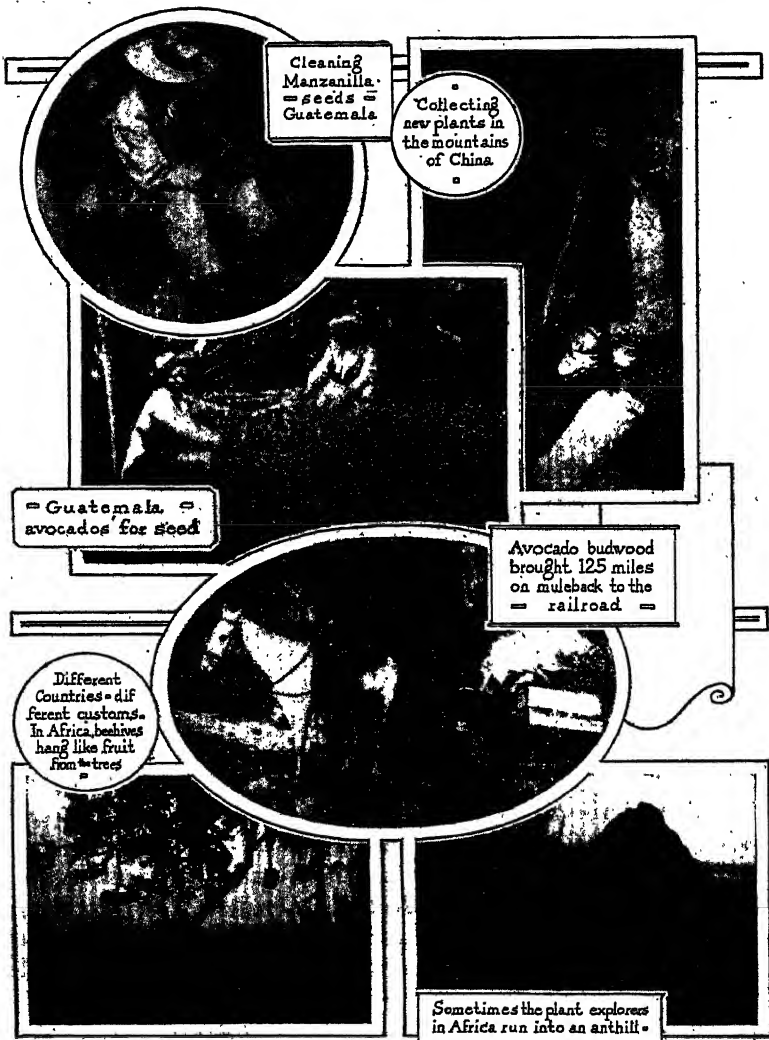 Cleaning
Manzanilla
seeds
Guatemala
Collecting
new plants in
the mountains
of China
Guatemala
avocados for seed
Avocado budwood
brought 125 miles
on muleback to the
railroad
Different
Countries = dif
ferent customs.
In Africa, beehives
hang like fruit
from the trees
Sometimes the plant explorers
in Africa run into an anthill =